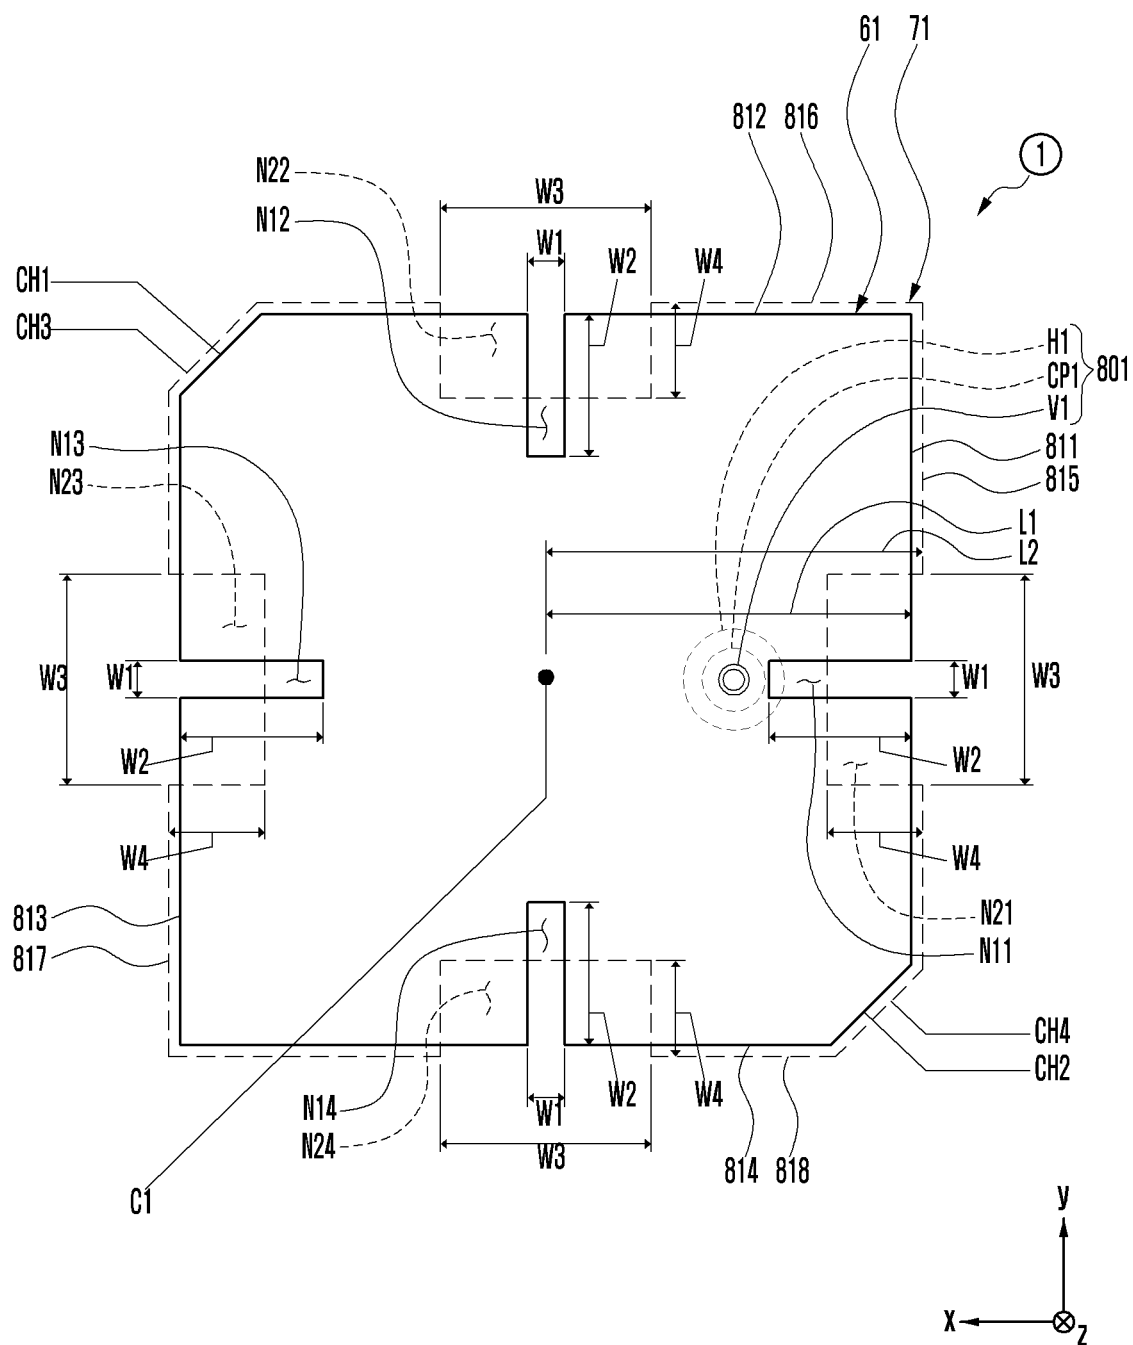 61 71
812 816
1
N22
W3
N12
W1
W2 W4
CH1
CH3
H1
CP1 801
V1
N13
811
N23
815
L1
L2
W3 W1 W1 W3
W2 W2
W4 W4
813
N21
817
N11
CH4
CH2
N14 W1 W2 W4
N24 W3
814 818
C1
y
x
z